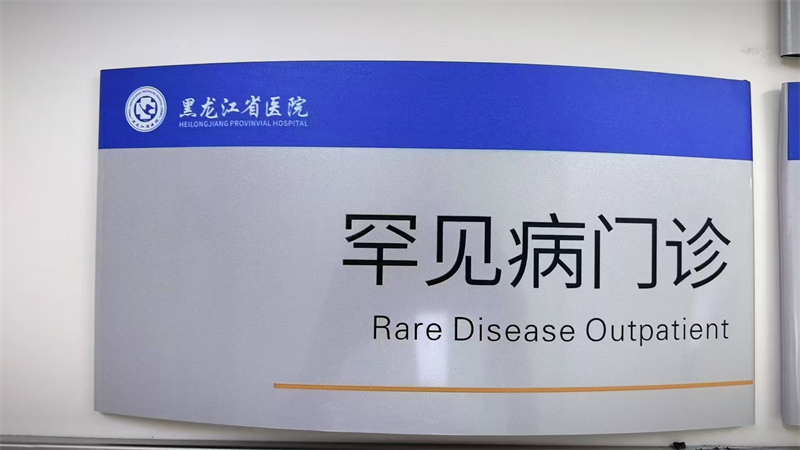 黑龙江省医院
HEILONGJIANG PROVINVIAL HOSPITAL
罕见病门诊
Rare Disease Outpatient